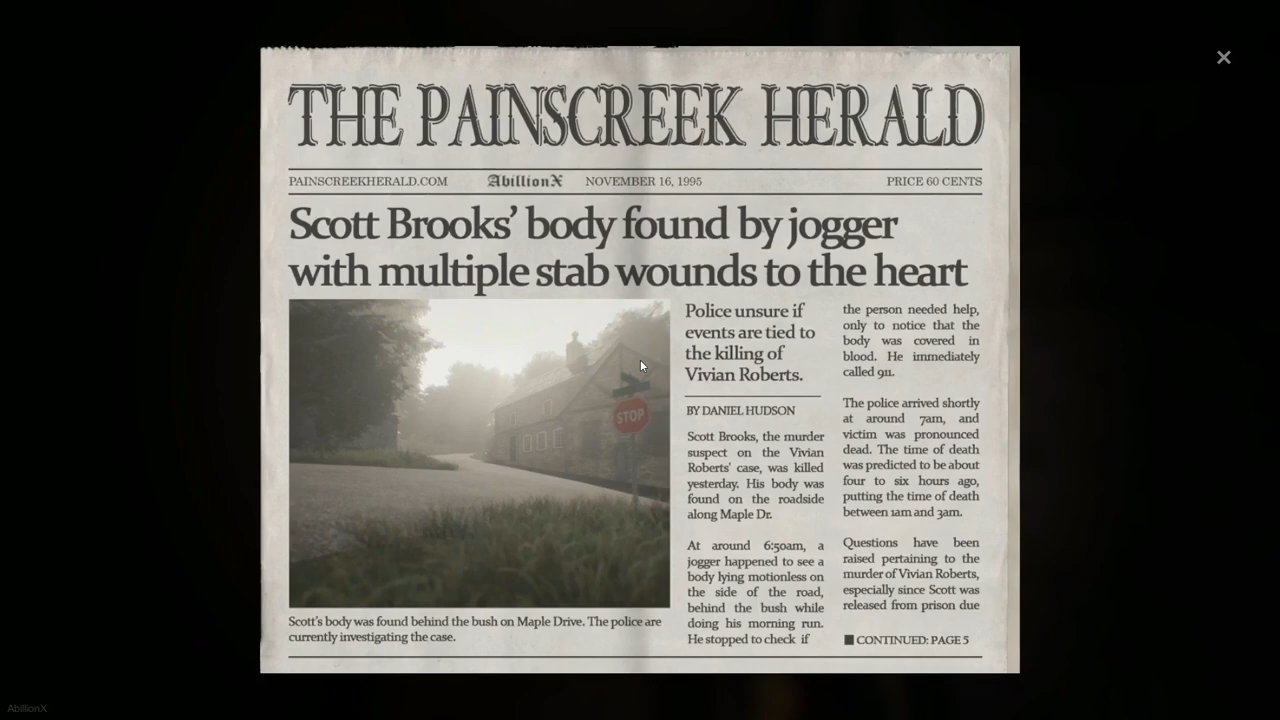 THE PAINSCREEK HERALD
PAINSCREEKHERALD.COM AbillionX NOVEMBER 16, 1995 PRICE 60 CENTS
Scott Brooks’ body found by jogger
with multiple stab wounds to the heart
STOP
Scott’s body was found behind the bush on Maple Drive. The police are
currently investigating the case.
Police unsure if
events are tied to
the killing of
Vivian Roberts.
BY DANIEL HUDSON
Scott Brooks, the murder
suspect on the Vivian
Roberts’ case, was killed
yesterday. His body was
found on the roadside
along Maple Dr.
At around 6:50am, a
jogger happened to see a
body lying motionless on
the side of the road,
behind the bush while
doing his morning run.
He stopped to check if
the person needed help,
only to notice that the
body was covered in
blood. He immediately
called 911.
The police arrived shortly
at around 7am, and
victim was pronounced
dead. The time of death
was predicted to be about
four to six hours ago,
putting the time of death
between 1am and 3am.
Questions have been
raised pertaining to the
murder of Vivian Roberts,
especially since Scott was
released from prison due
CONTINUED: PAGE 5
AbillionX